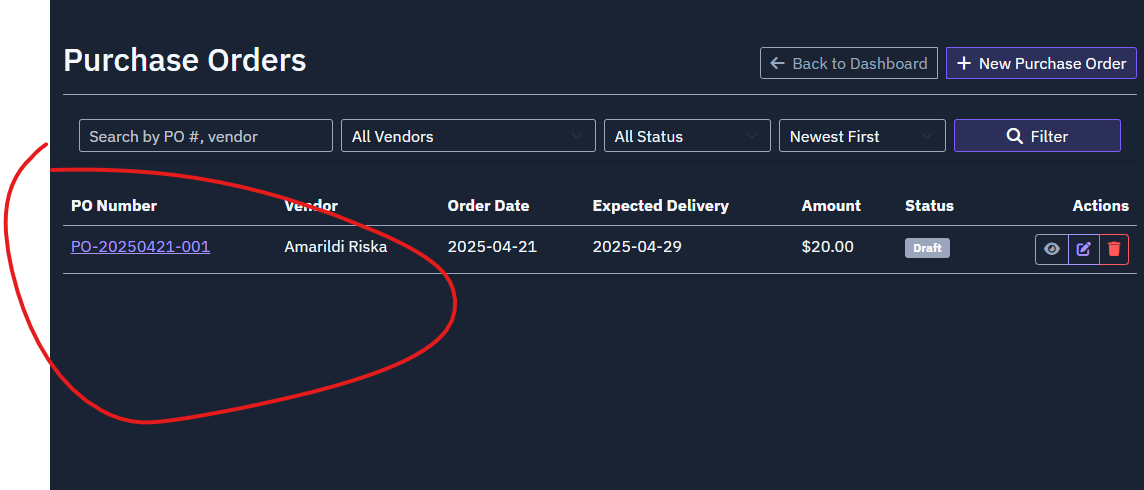 Purchase Orders
Back to Dashboard
New Purchase Order
Search by PO #, vendor
All Vendors
All Status
Newest First
Filter
PO Number Vendor Order Date Expected Delivery Amount Status Actions
PO-20250421-001 Amarildi Riska 2025-04-21 2025-04-29 $20.00 Draft